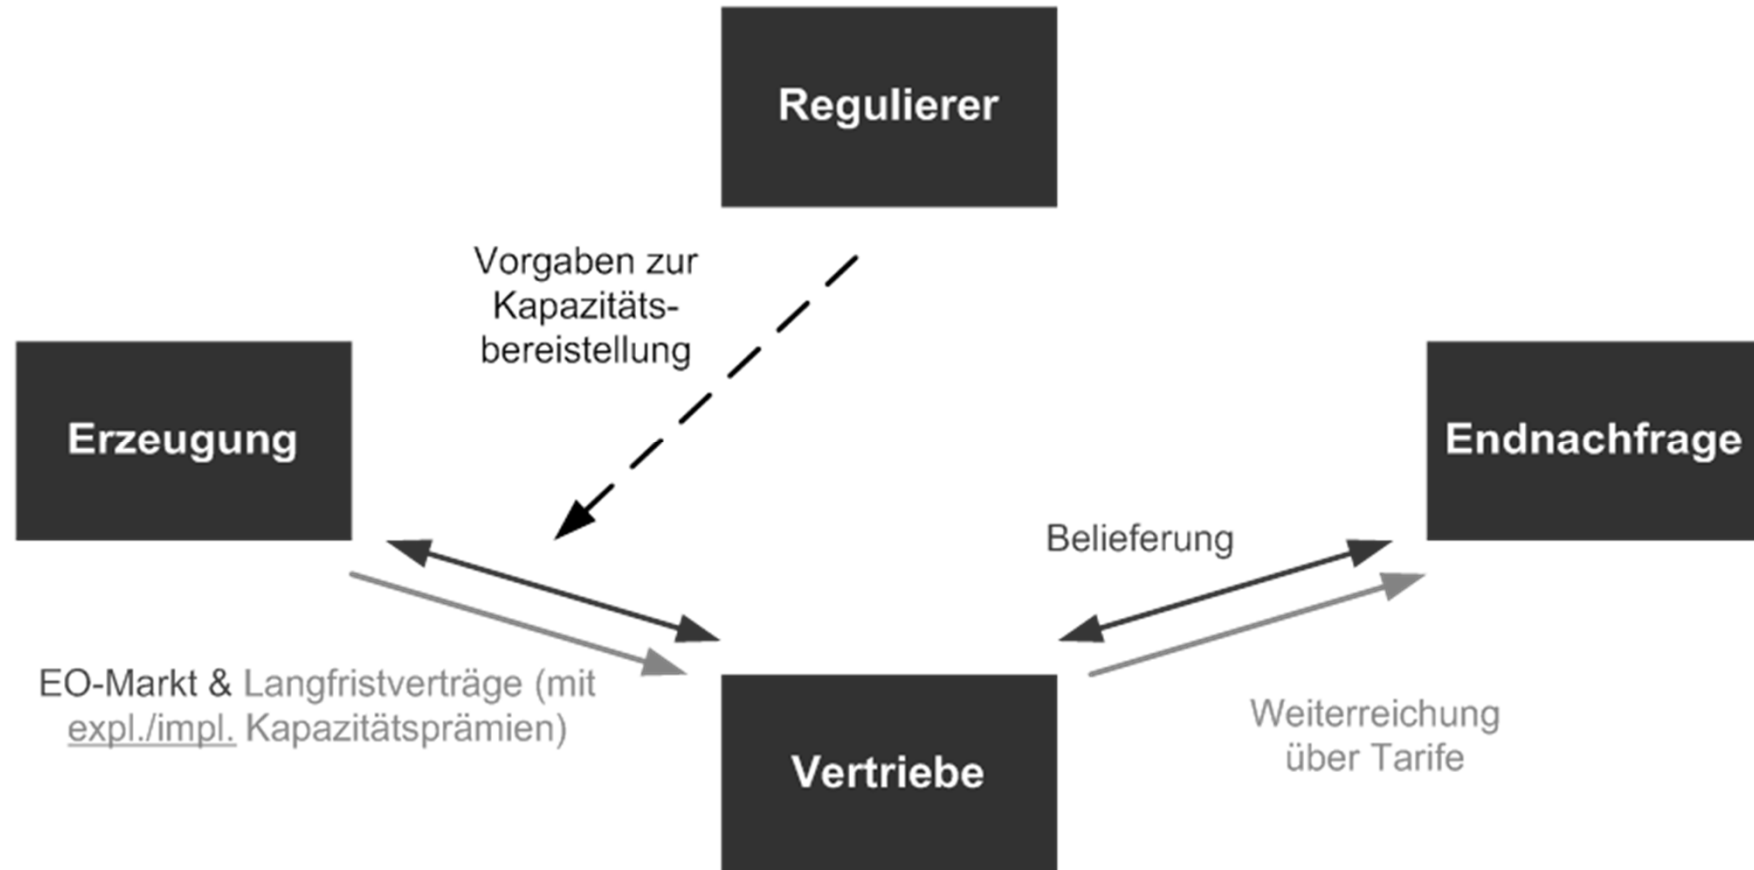 Regulierer
Vorgaben zur
Kapazitäts-
bereistellung
Erzeugung
Endnachfrage
Belieferung
EO-Markt & Langfristverträge (mit
expl./impl. Kapazitätsprämien)
Weiterreichung
über Tarife
Vertriebe